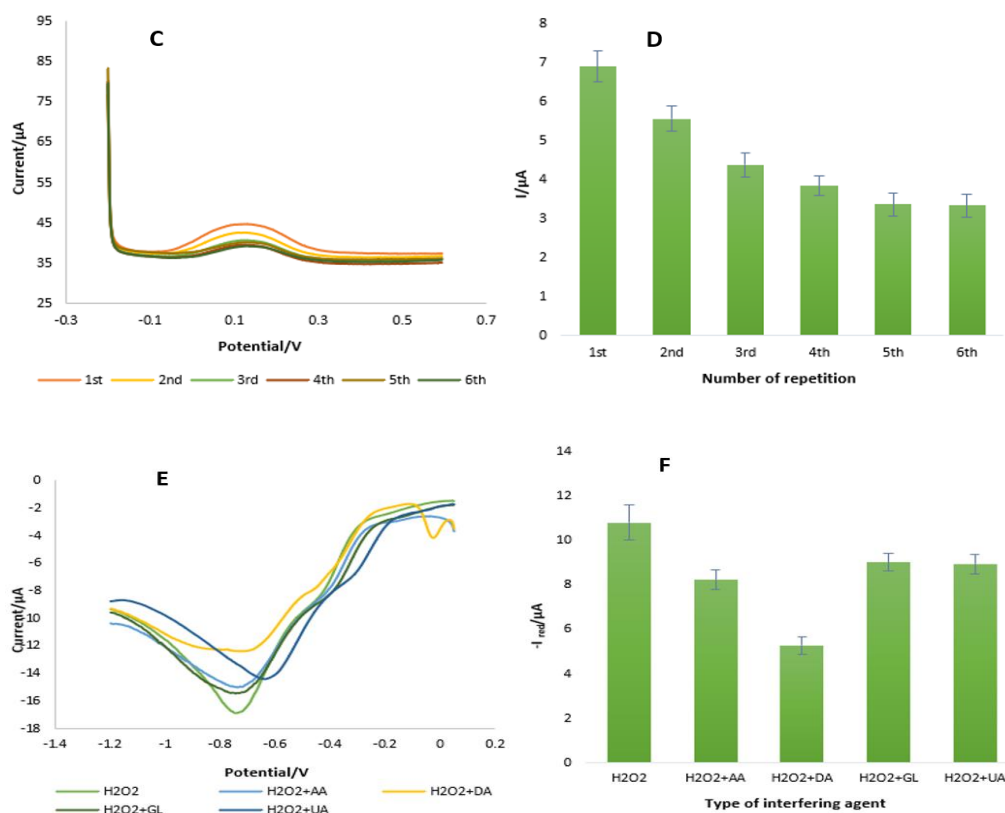 C
Current/µA
95
85
75
65
55
45
35
25
-0.3 -0.1 0.1 0.3 0.5 0.7
Potential/V
1st 2nd 3rd 4th 5th 6th
D
I/µA
8
7
6
5
4
3
2
1
0
1st 2nd 3rd 4th 5th 6th
Number of repetition
E
Current/µA
0
-2
-4
-6
-8
-10
-12
-14
-16
-18
-1.4 -1.2 -1 -0.8 -0.6 -0.4 -0.2 0 0.2
Potential/V
H2O2 H2O2+AA H2O2+DA
H2O2+GL H2O2+UA
F
-I red/µA
14
12
10
8
6
4
2
0
H2O2 H2O2+AA H2O2+DA H2O2+GL H2O2+UA
Type of interfering agent